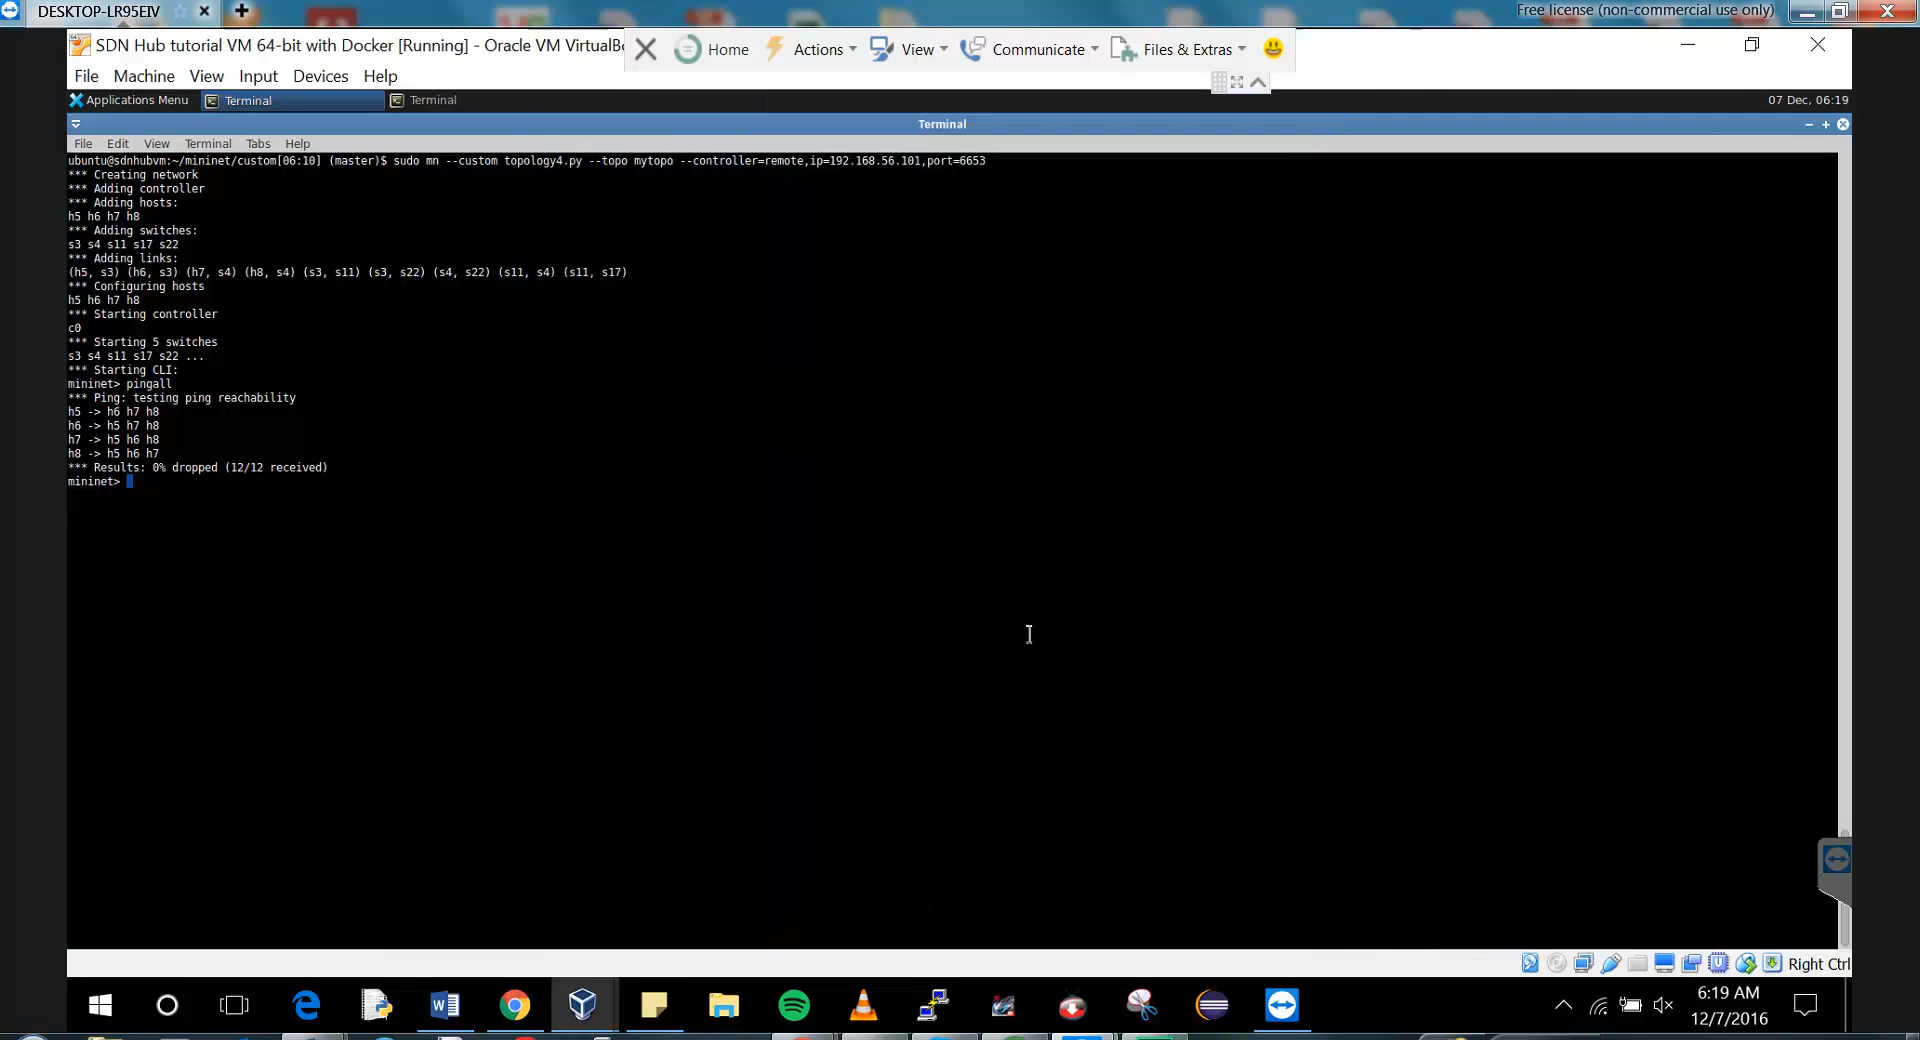 DESKTOP-LR95EIV
Free license (non-commercial use only)
SDN Hub tutorial VM 64-bit with Docker [Running] - Oracle VM VirtualBo
Home Actions View Communicate Files & Extras
File Machine View Input Devices Help
Applications Menu Terminal Terminal 07 Dec, 06:19
Terminal
File Edit View Terminal Tabs Help
ubuntu@sdnhubvm:~/mininet/custom[06:10] (master)$ sudo mn --custom topology4.py --topo mytopo --controller=remote,ip=192.168.56.101,port=6653
*** Creating network
*** Adding controller
*** Adding hosts:
h5 h6 h7 h8
*** Adding switches:
s3 s4 s11 s17 s22
*** Adding links:
(h5, s3) (h6, s3) (h7, s4) (h8, s4) (s3, s11) (s3, s22) (s4, s22) (s11, s4) (s11, s17)
*** Configuring hosts
h5 h6 h7 h8
*** Starting controller
c0
*** Starting 5 switches
s3 s4 s11 s17 s22 ...
*** Starting CLI:
mininet> pingall
*** Ping: testing ping reachability
h5 -> h6 h7 h8
h6 -> h5 h7 h8
h7 -> h5 h6 h8
h8 -> h5 h6 h7
*** Results: 0% dropped (12/12 received)
mininet>
Right Ctrl
6:19 AM
12/7/2016